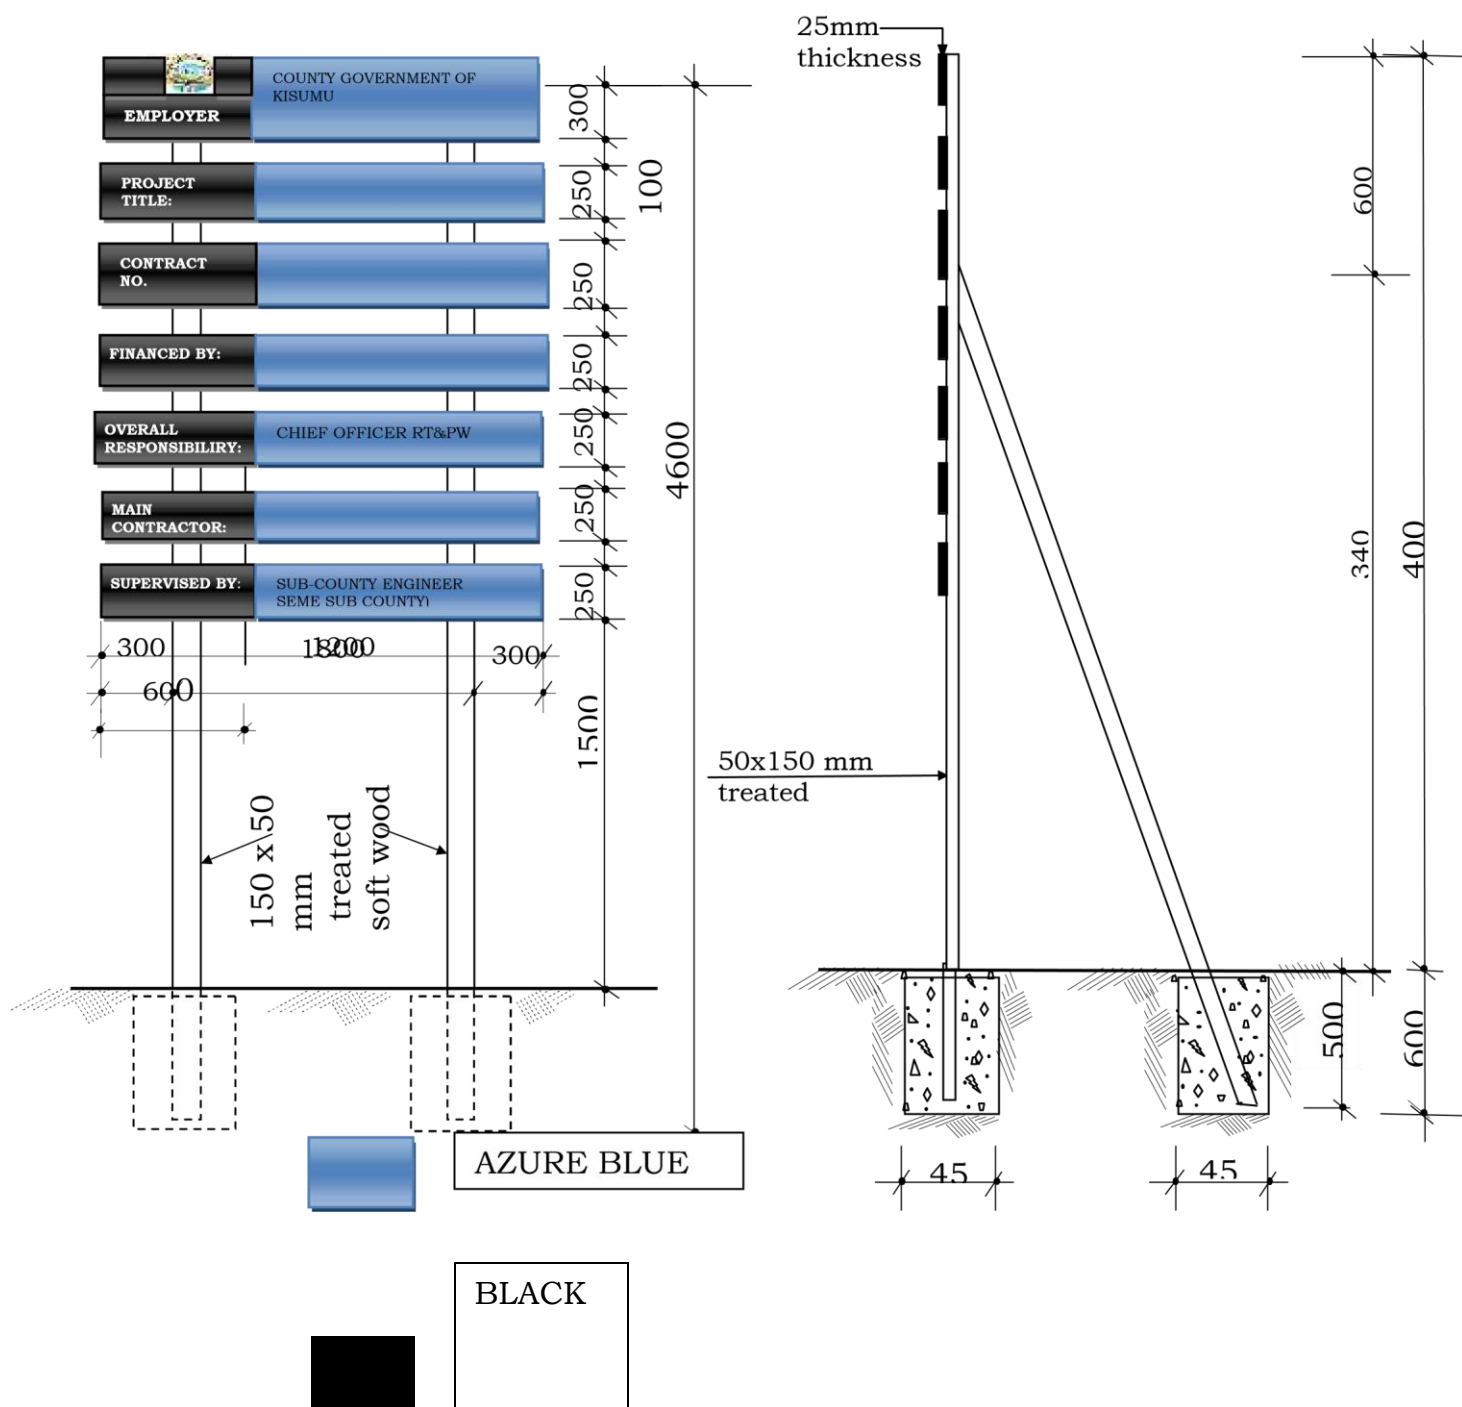 EMPLOYER
COUNTY GOVERNMENT OF
KISUMU
PROJECT
TITLE:
CONTRACT
NO.
FINANCED BY:
OVERALL
RESPONSIBILIRY:
CHIEF OFFICER RT&PW
MAIN
CONTRACTOR:
SUPERVISED BY:
SUB-COUNTY ENGINEER
SEME SUB COUNTY)
300
250
250
250
250
250
250
100
4600
1500
300
1200
1800
300
600
150 x 50
mm
treated
soft wood
25mm
thickness
600
340
400
50x150 mm
treated
500
600
45
45
AZURE BLUE
BLACK